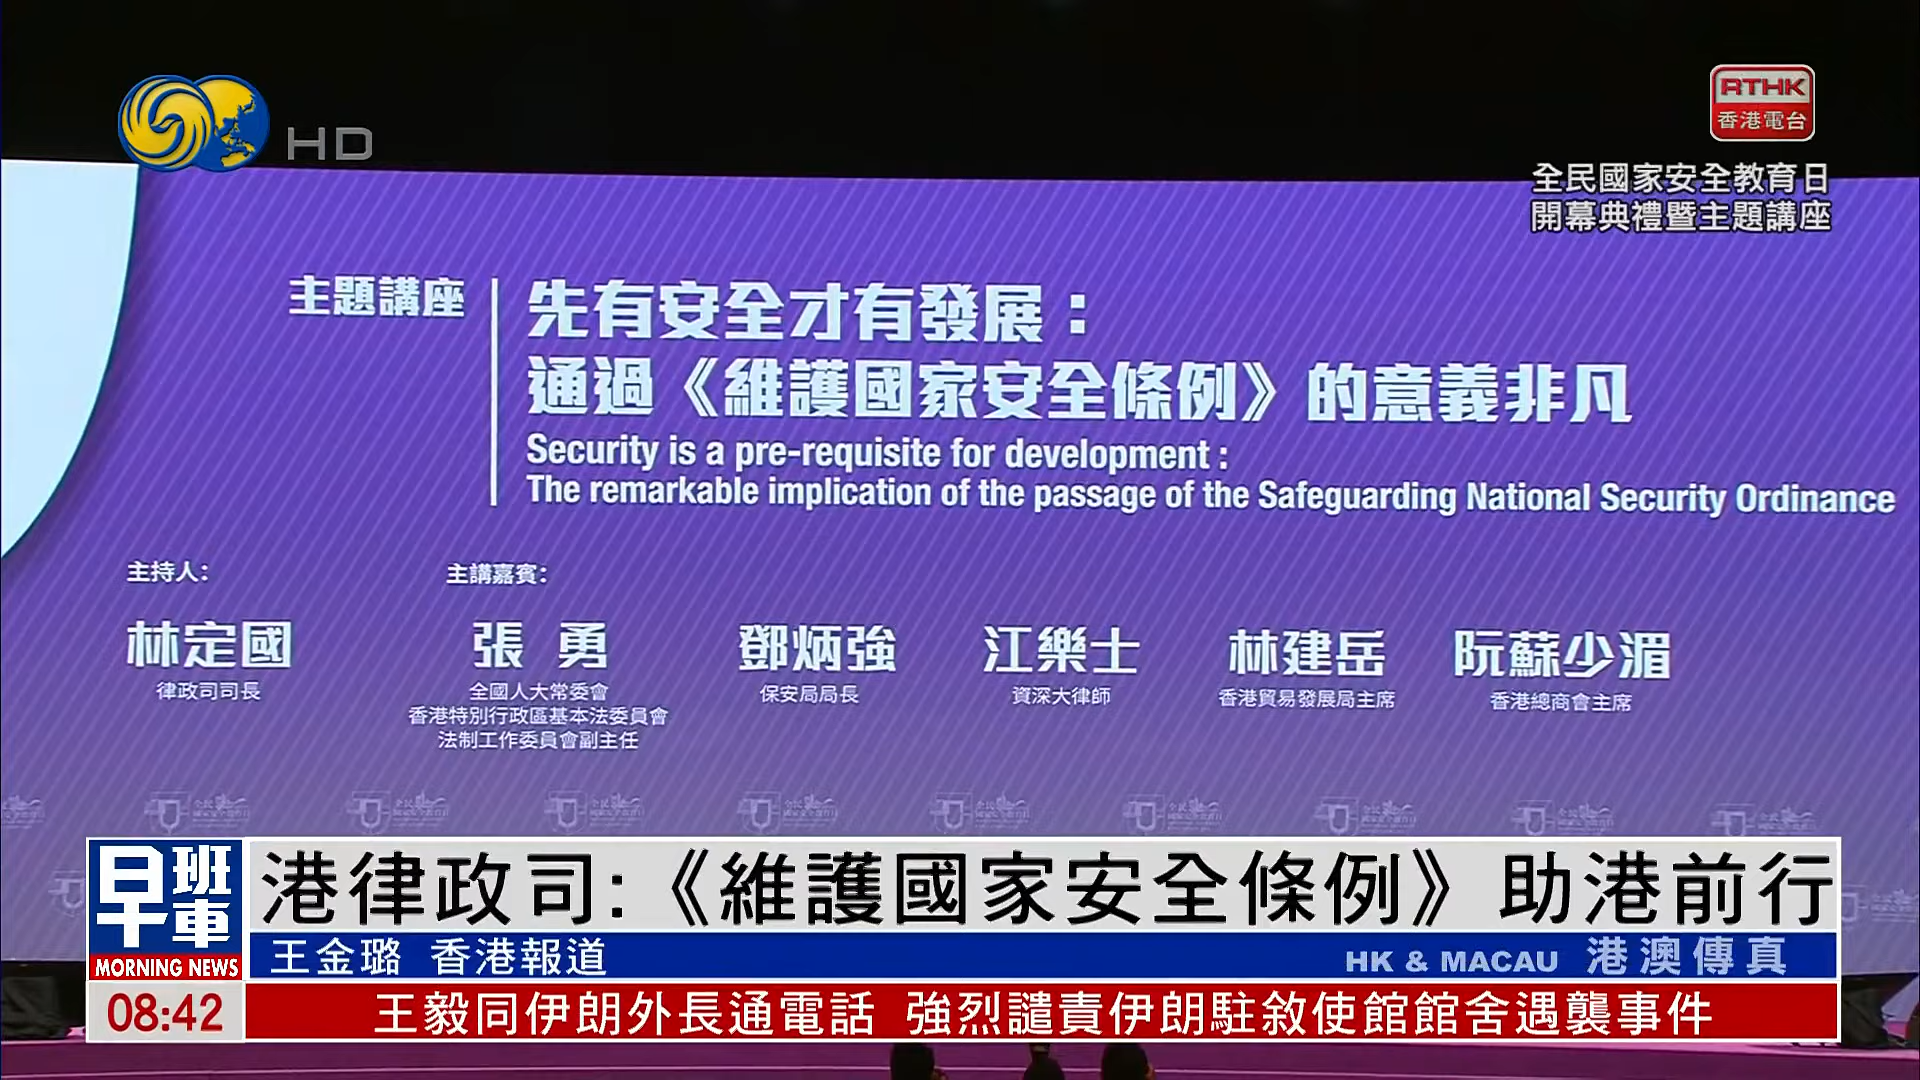 HD
RTHK
香港電台
全民國家安全教育日
開幕典禮暨主題講座
主題講座
先有安全才有發展：
通過《維護國家安全條例》的意義非凡
Security is a pre-requisite for development :
The remarkable implication of the passage of the Safeguarding National Security Ordinance
主持人：
林定國
律政司司長
主講嘉賓：
張 勇
全國人大常委會
香港特別行政區基本法委員會
法制工作委員會副主任
鄧炳強
保安局局長
江樂士
資深大律師
林建岳
香港貿易發展局主席
阮蘇少湄
香港總商會主席
早班車
MORNING NEWS
港律政司:《維護國家安全條例》助港前行
王金璐 香港報道
HK & MACAU 港澳傳真
08:42
王毅同伊朗外長通電話 強烈譴責伊朗駐敘使館館舍遇襲事件